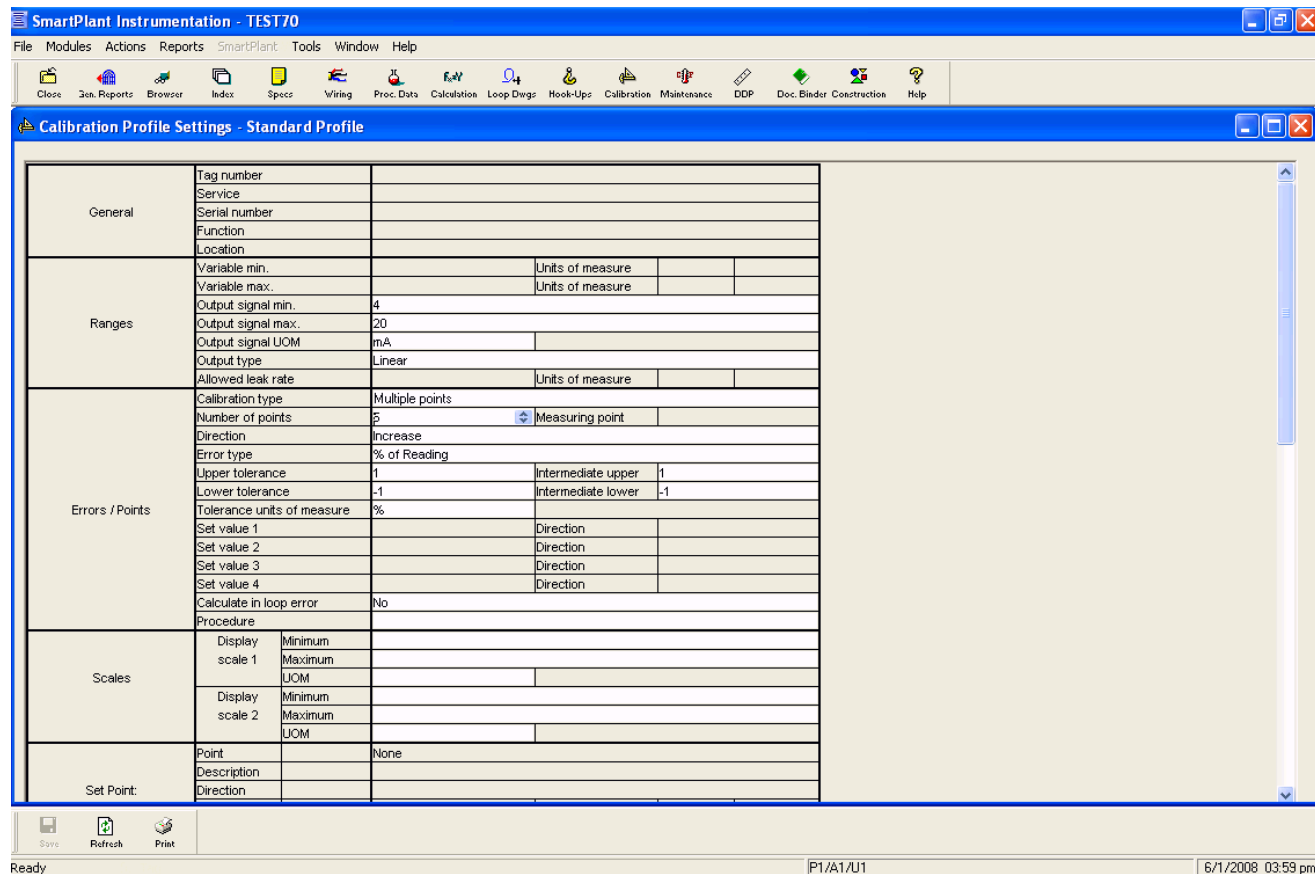 SmartPlant Instrumentation - TEST70
File Modules Actions Reports SmartPlant Tools Window Help
Close Gen. Reports Browser Index Specs Wiring Proc. Data Calculation Loop Dwgs Hook-Ups Calibration Maintenance DDP Doc. Binder Construction Help
Calibration Profile Settings - Standard Profile
General
Tag number
Service
Serial number
Function
Location
Ranges
Variable min. Units of measure
Variable max. Units of measure
Output signal min. 4
Output signal max. 20
Output signal UOM mA
Output type Linear
Allowed leak rate Units of measure
Errors / Points
Calibration type Multiple points
Number of points 5 Measuring point
Direction Increase
Error type % of Reading
Upper tolerance 1 Intermediate upper 1
Lower tolerance -1 Intermediate lower -1
Tolerance units of measure %
Set value 1 Direction
Set value 2 Direction
Set value 3 Direction
Set value 4 Direction
Calculate in loop error No
Procedure
Scales
Display scale 1 Minimum
Maximum
UOM
Display scale 2 Minimum
Maximum
UOM
Set Point:
Point None
Description
Direction
Save Refresh Print
Ready P1/A1/U1 6/1/2008 03:59 pm